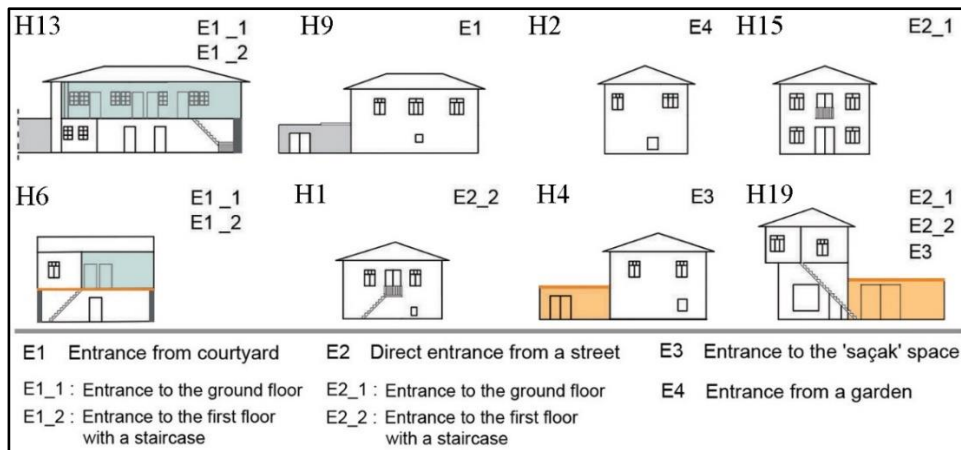 H13 E1_1
E1_2
H9 E1
H2 E4
H15 E2_1
H6 E1_1
E1_2
H1 E2_2
H4 E3
H19 E2_1
E2_2
E3
E1 Entrance from courtyard
E1_1 : Entrance to the ground floor
E1_2 : Entrance to the first floor
with a staircase
E2 Direct entrance from a street
E2_1 : Entrance to the ground floor
E2_2 : Entrance to the first floor
with a staircase
E3 Entrance to the 'saçak' space
E4 Entrance from a garden